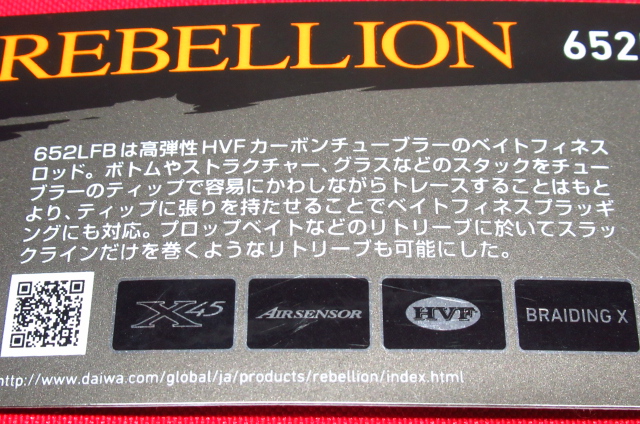 REBELLION 652
652LFBは高弾性HVFカーボンチューブラーのベイトフィネス
ロッド。ボトムやストラクチャー、グラスなどのスタックをチュー
ブラーのティップで容易にかわしながらトレースすることはもと
より、ティップに張りを持たせることでベイトフィネスプラッギ
ングにも対応。プロップベイトなどのリトリーブに於いてスラッ
クラインだけを巻くようなリトリーブも可能にした。
X45 AIRSENSOR HVF BRAIDING X
http://www.daiwa.com/global/ja/products/rebellion/index.html